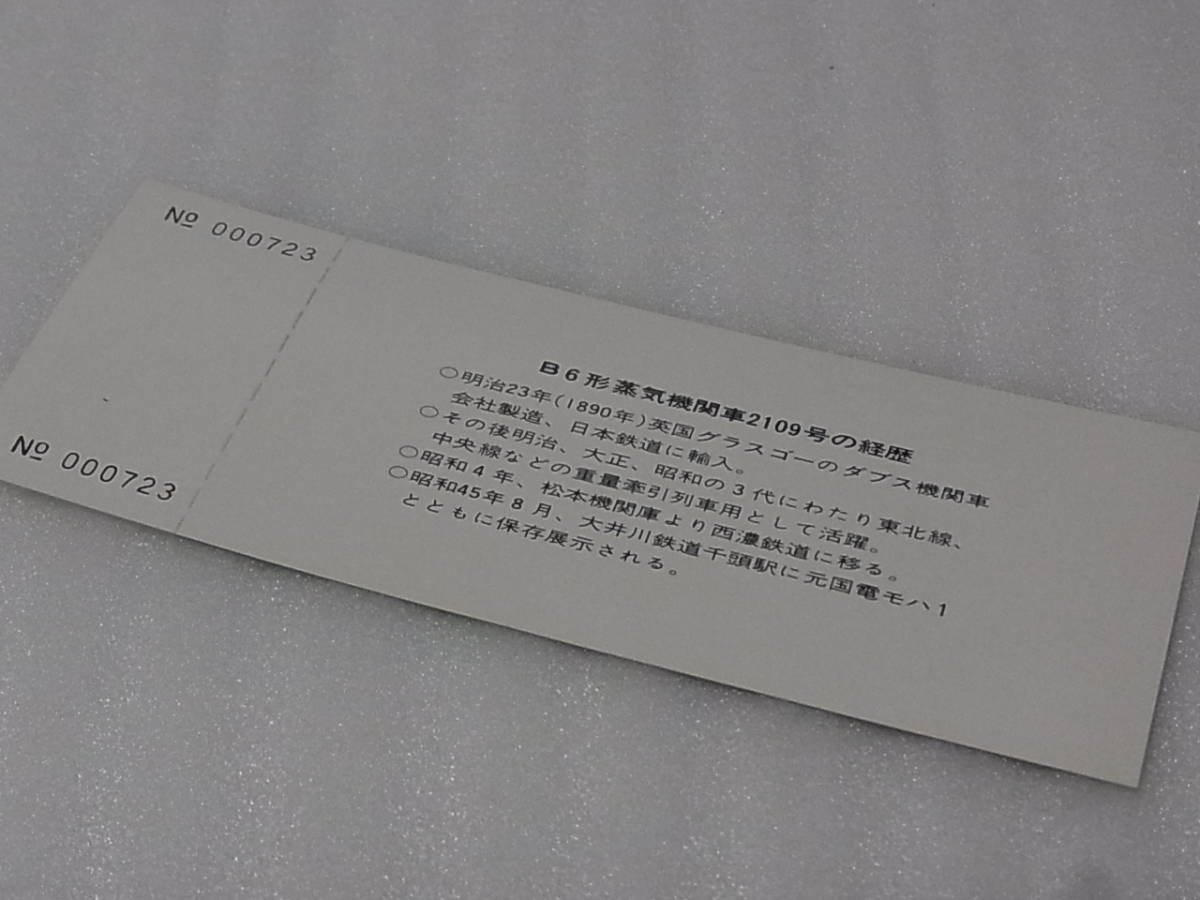 № 000723
№ 000723
B6形蒸気機関車2109号の経歴
○明治23年(1890年)英国グラスゴーのダブス機関車
会社製造、日本鉄道に輸入。
○その後明治、大正、昭和の3代にわたり東北線、
中央線などの重量牽引列車用として活躍。
○昭和4年、松本機関庫より西濃鉄道に移る。
○昭和45年8月、大井川鉄道千頭駅に元国電モハ1
とともに保存展示される。